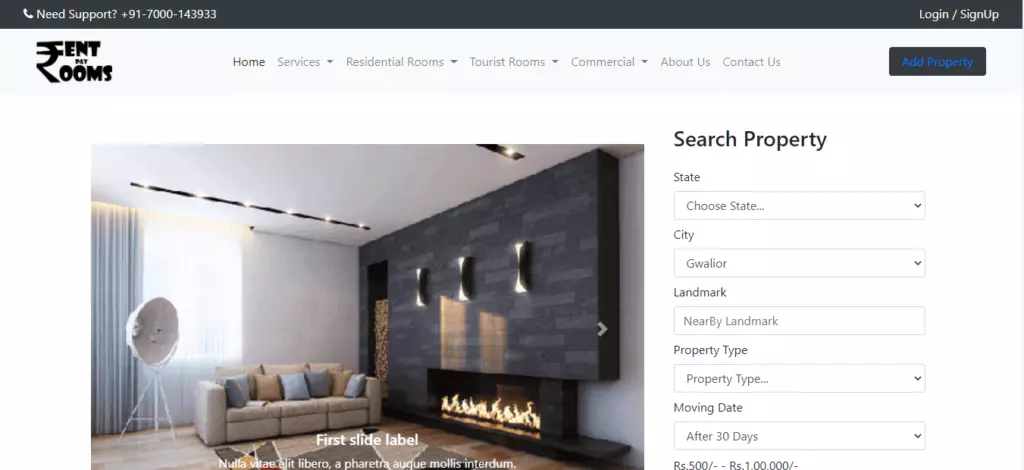 Need Support? +91-7000-143933
Login / SignUp
RENT
PAY
ROOMS
Home Services Residential Rooms Tourist Rooms Commercial About Us Contact Us
Add Property
Search Property
State
Choose State...
City
Gwalior
Landmark
NearBy Landmark
Property Type
Property Type...
Moving Date
After 30 Days
Rs.500/- - Rs.1,00,000/-
First slide label
Nulla vitae elit libero, a pharetra augue mollis interdum.